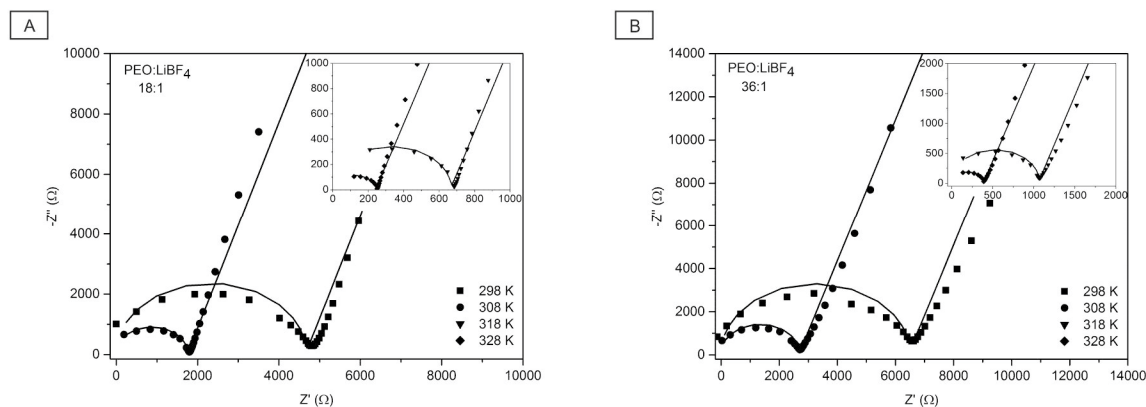 A
PEO:LiBF4
18:1
10000
8000
6000
4000
2000
0
0 2000 4000 6000 8000 10000
-Z'' (Ω)
Z' (Ω)
1000
800
600
400
200
0
0 200 400 600 800 1000
298 K
308 K
318 K
328 K
B
PEO:LiBF4
36:1
14000
12000
10000
8000
6000
4000
2000
0
0 2000 4000 6000 8000 10000 12000 14000
-Z'' (Ω)
Z' (Ω)
2000
1500
1000
500
0
0 500 1000 1500 2000
298 K
308 K
318 K
328 K